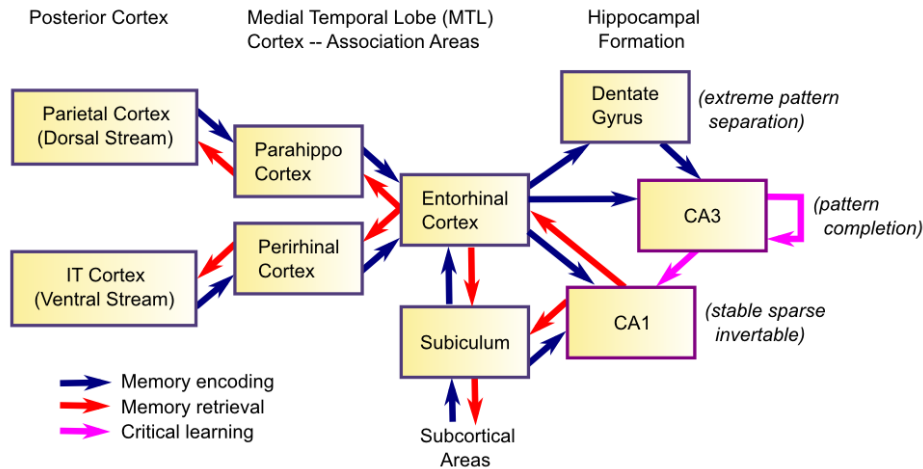 Posterior Cortex
Medial Temporal Lobe (MTL)
Cortex -- Association Areas
Hippocampal
Formation
Parietal Cortex
(Dorsal Stream)
Parahippo
Cortex
Dentate
Gyrus
(extreme pattern
separation)
Entorhinal
Cortex
CA3
(pattern
completion)
IT Cortex
(Ventral Stream)
Perirhinal
Cortex
Subiculum
CA1
(stable sparse
invertable)
Memory encoding
Memory retrieval
Critical learning
Subcortical
Areas